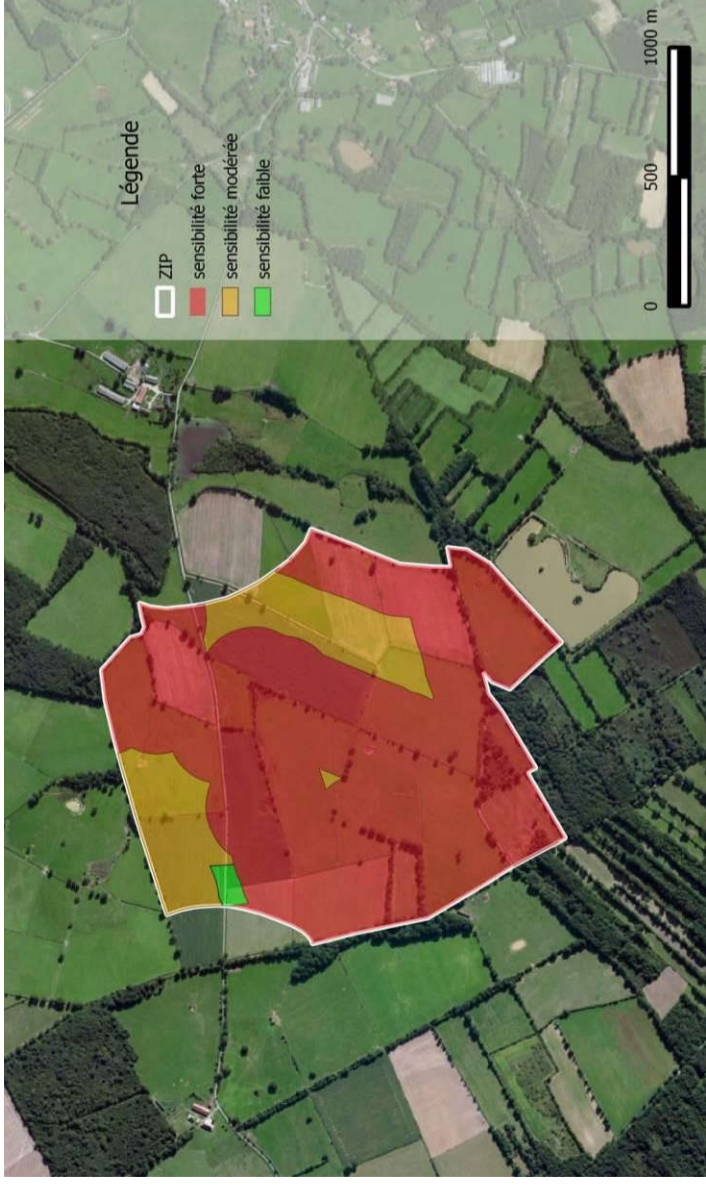 Légende
ZIP
sensibilité forte
sensibilité modérée
sensibilité faible
0 500 1000 m